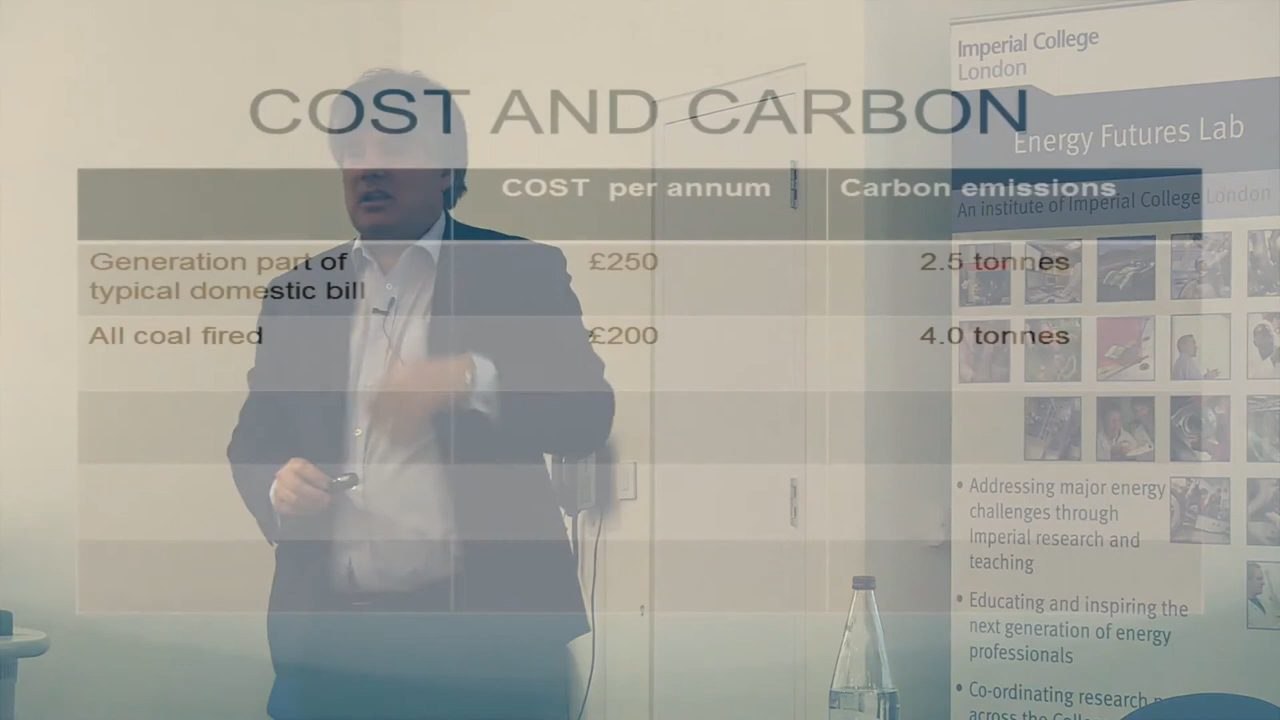 COST AND CARBON
COST per annum
Carbon emissions
Generation part of
typical domestic bill
£250
2.5 tonnes
All coal fired
£200
4.0 tonnes
Imperial College
London
Energy Futures Lab
An institute of Imperial College London
• Addressing major energy
challenges through
Imperial research and
teaching
• Educating and inspiring the
next generation of energy
professionals
• Co-ordinating research
across the